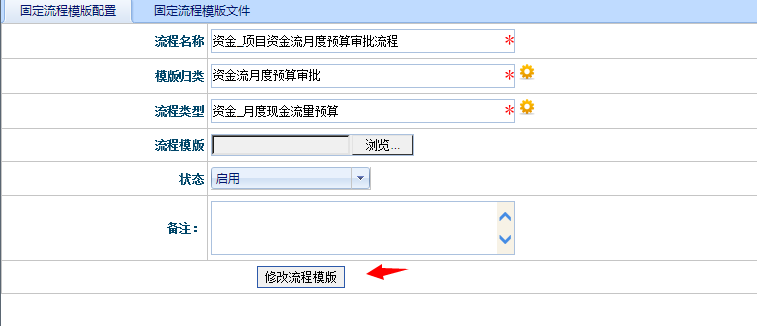 固定流程模版配置 固定流程模版文件
流程名称 资金_项目资金流月度预算审批流程 *
模版归类 资金流月度预算审批 *
流程类型 资金_月度现金流量预算 *
流程模版 浏览...
状态 启用
备注：
修改流程模版